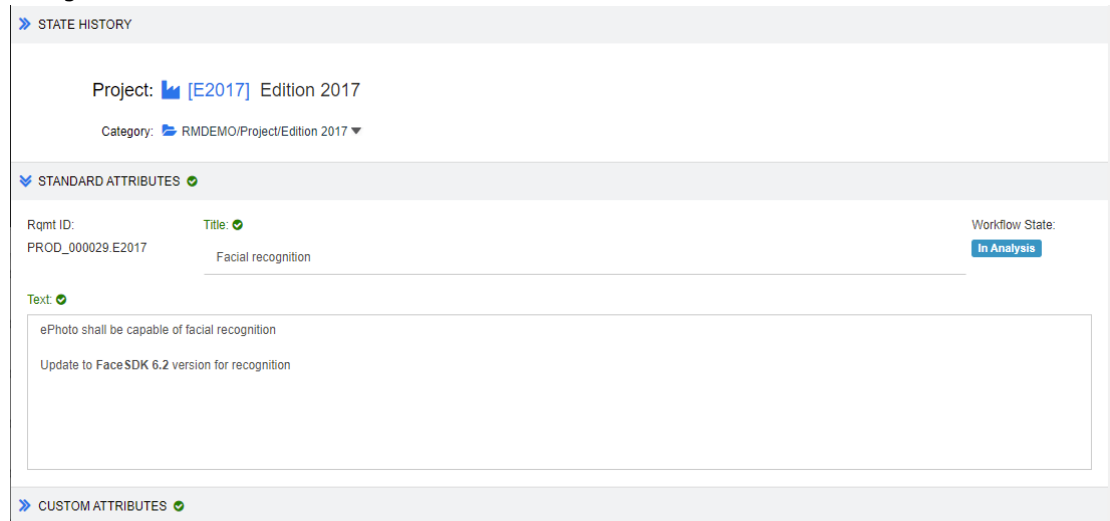 STATE HISTORY
Project: [E2017] Edition 2017
Category: RMDEMO/Project/Edition 2017
STANDARD ATTRIBUTES
Rqmt ID:
PROD_000029.E2017
Title:
Facial recognition
Workflow State:
In Analysis
Text:
ePhoto shall be capable of facial recognition
Update to FaceSDK 6.2 version for recognition
CUSTOM ATTRIBUTES